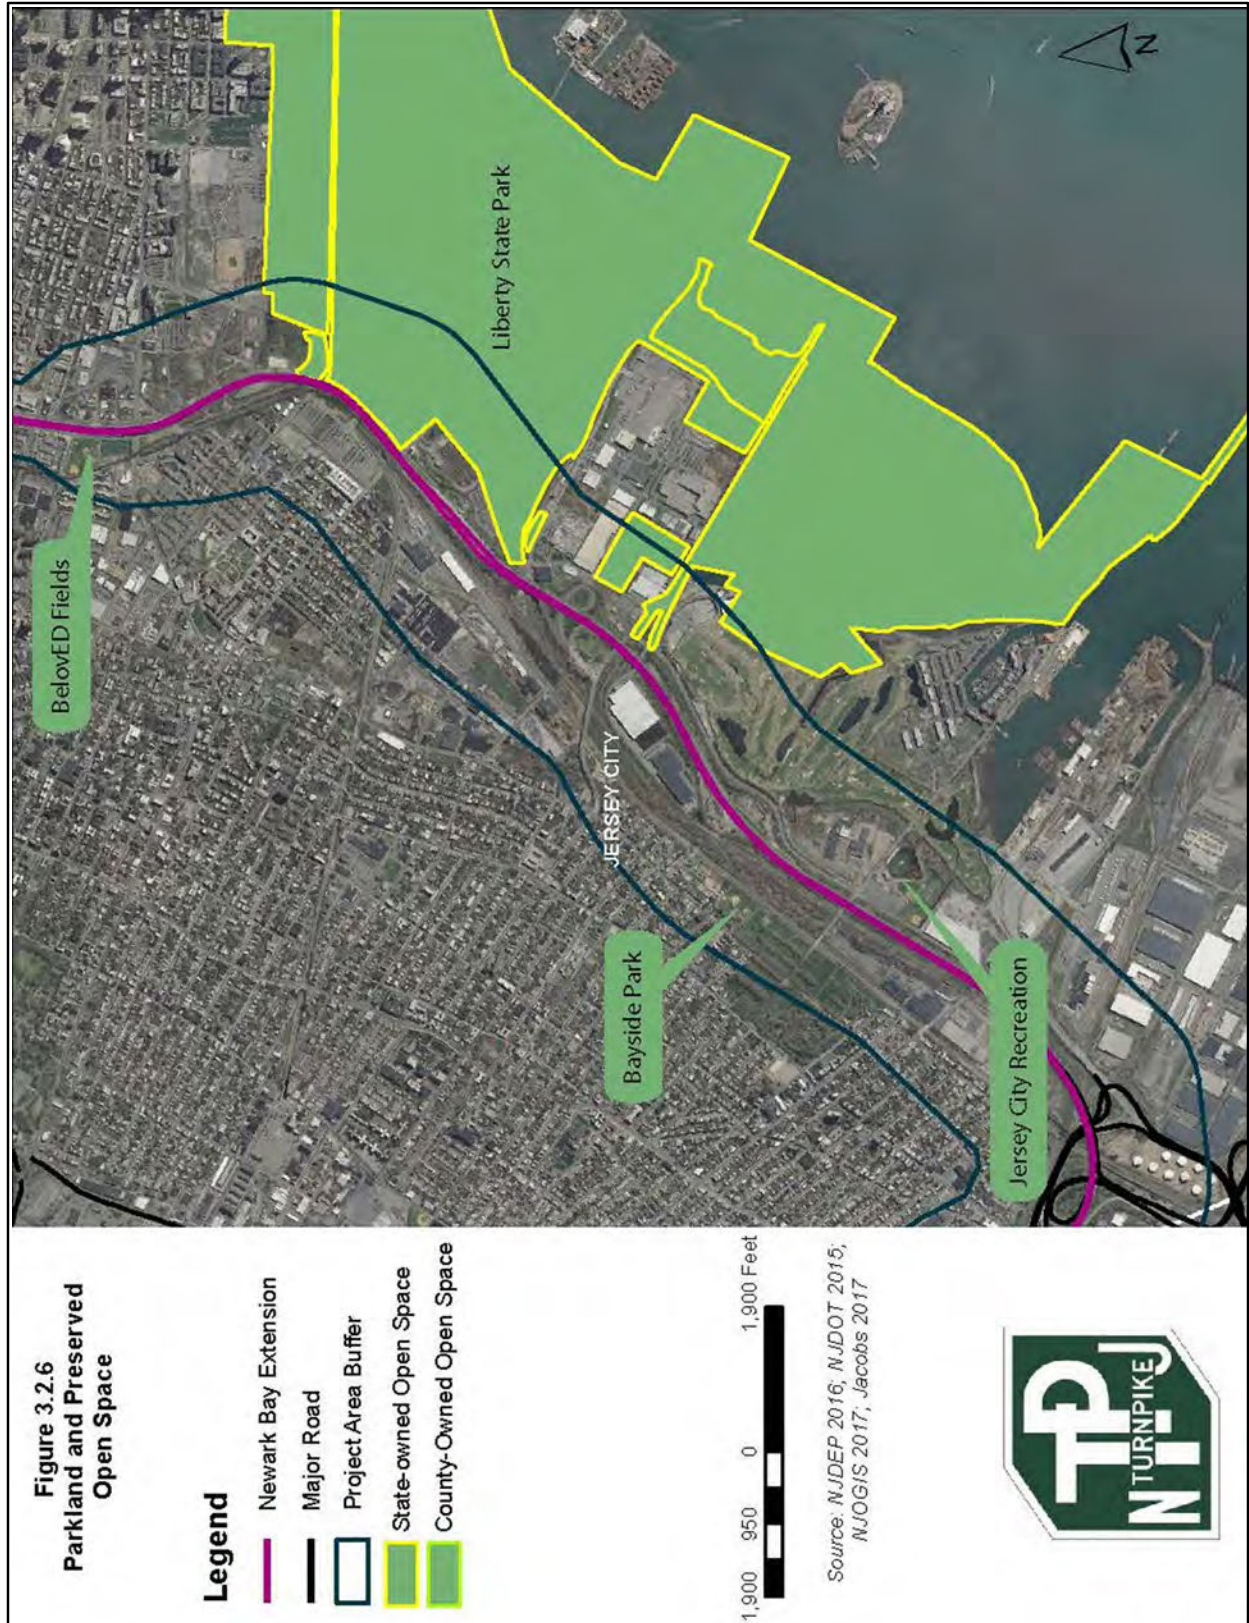 Figure 3.2.6
Parkland and Preserved
Open Space
Legend
Newark Bay Extension
Major Road
Project Area Buffer
State-owned Open Space
County-Owned Open Space
1,900 950 0 1,900 Feet
Source: NJDEP 2016; NJDOT 2015;
NJOGIS 2017; Jacobs 2017
N TP J
TURNPIKE
BelovED Fields
Liberty State Park
JERSEY CITY
Bayside Park
Jersey City Recreation
N